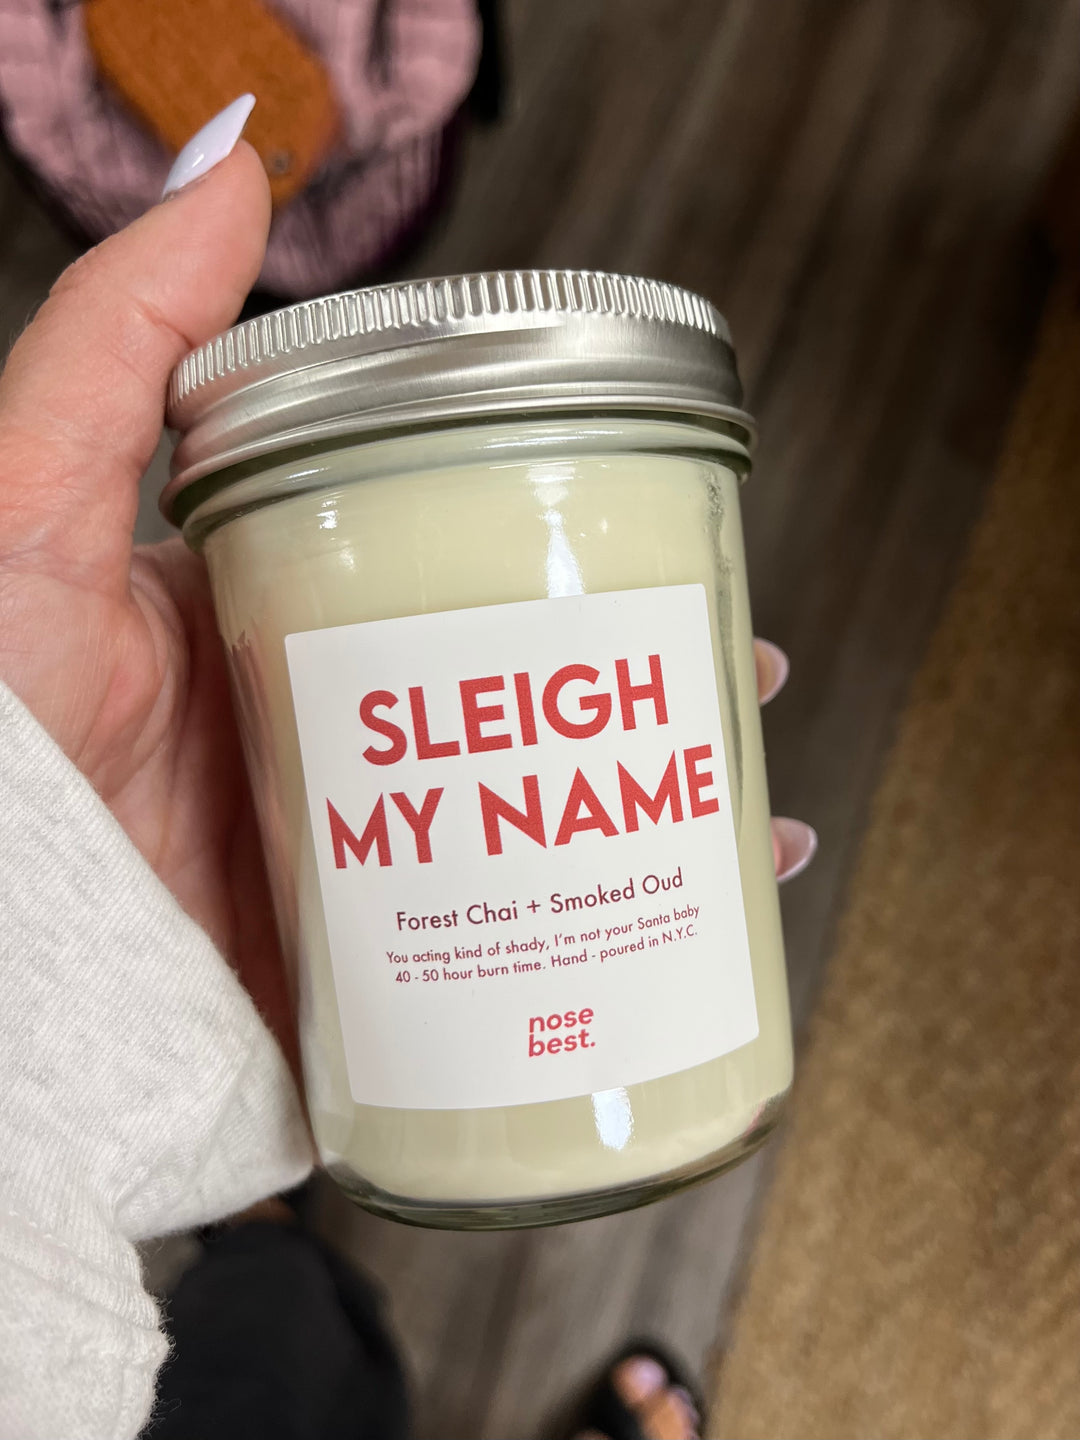 SLEIGH
MY NAME
Forest Chai + Smoked Oud
You acting kind of shady, I'm not your Santa baby
40 - 50 hour burn time. Hand - poured in N.Y.C.
nose
best.